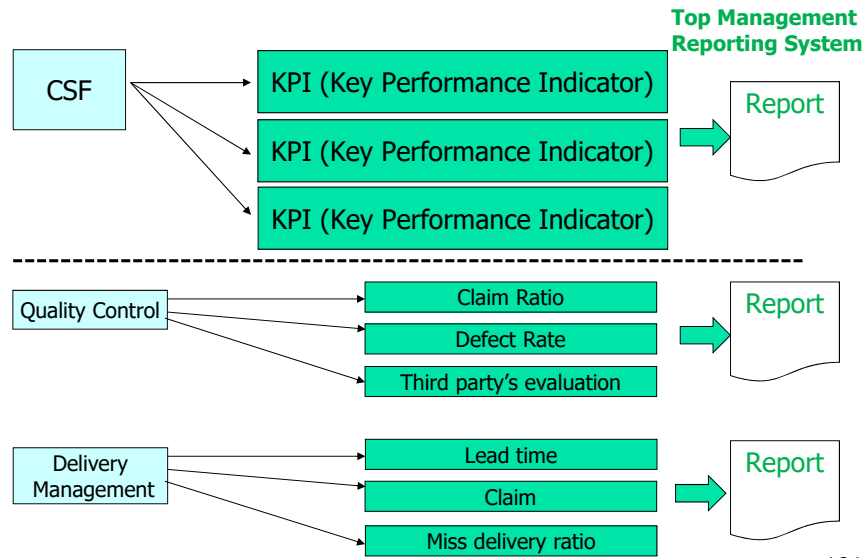 Top Management
Reporting System
CSF
KPI (Key Performance Indicator)
KPI (Key Performance Indicator)
KPI (Key Performance Indicator)
Report
Quality Control
Claim Ratio
Defect Rate
Third party's evaluation
Report
Delivery
Management
Lead time
Claim
Miss delivery ratio
Report